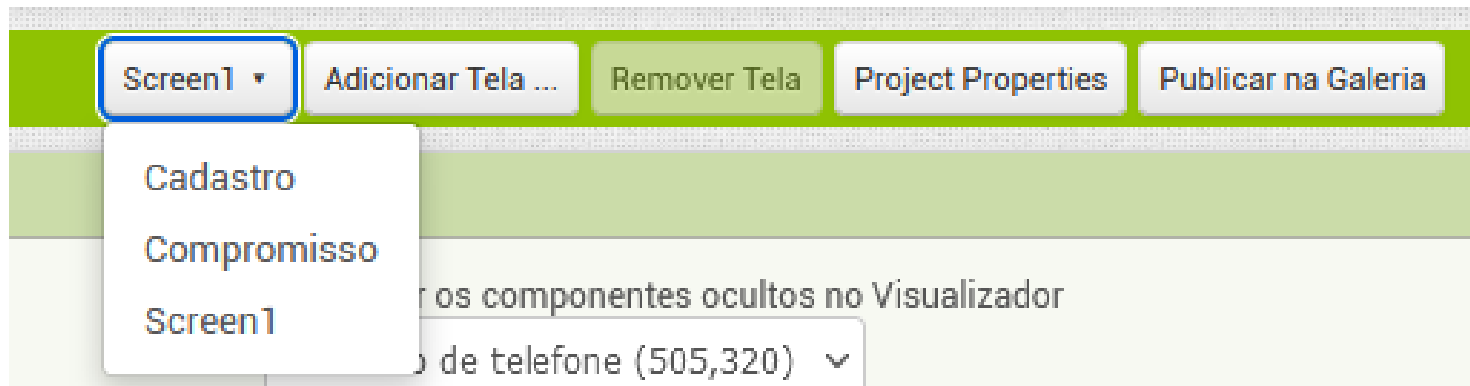 Screen1 ▾ Adicionar Tela ... Remover Tela Project Properties Publicar na Galeria
Cadastro
Compromisso
os componentes ocultos no Visualizador
Screen1
de telefone (505,320)